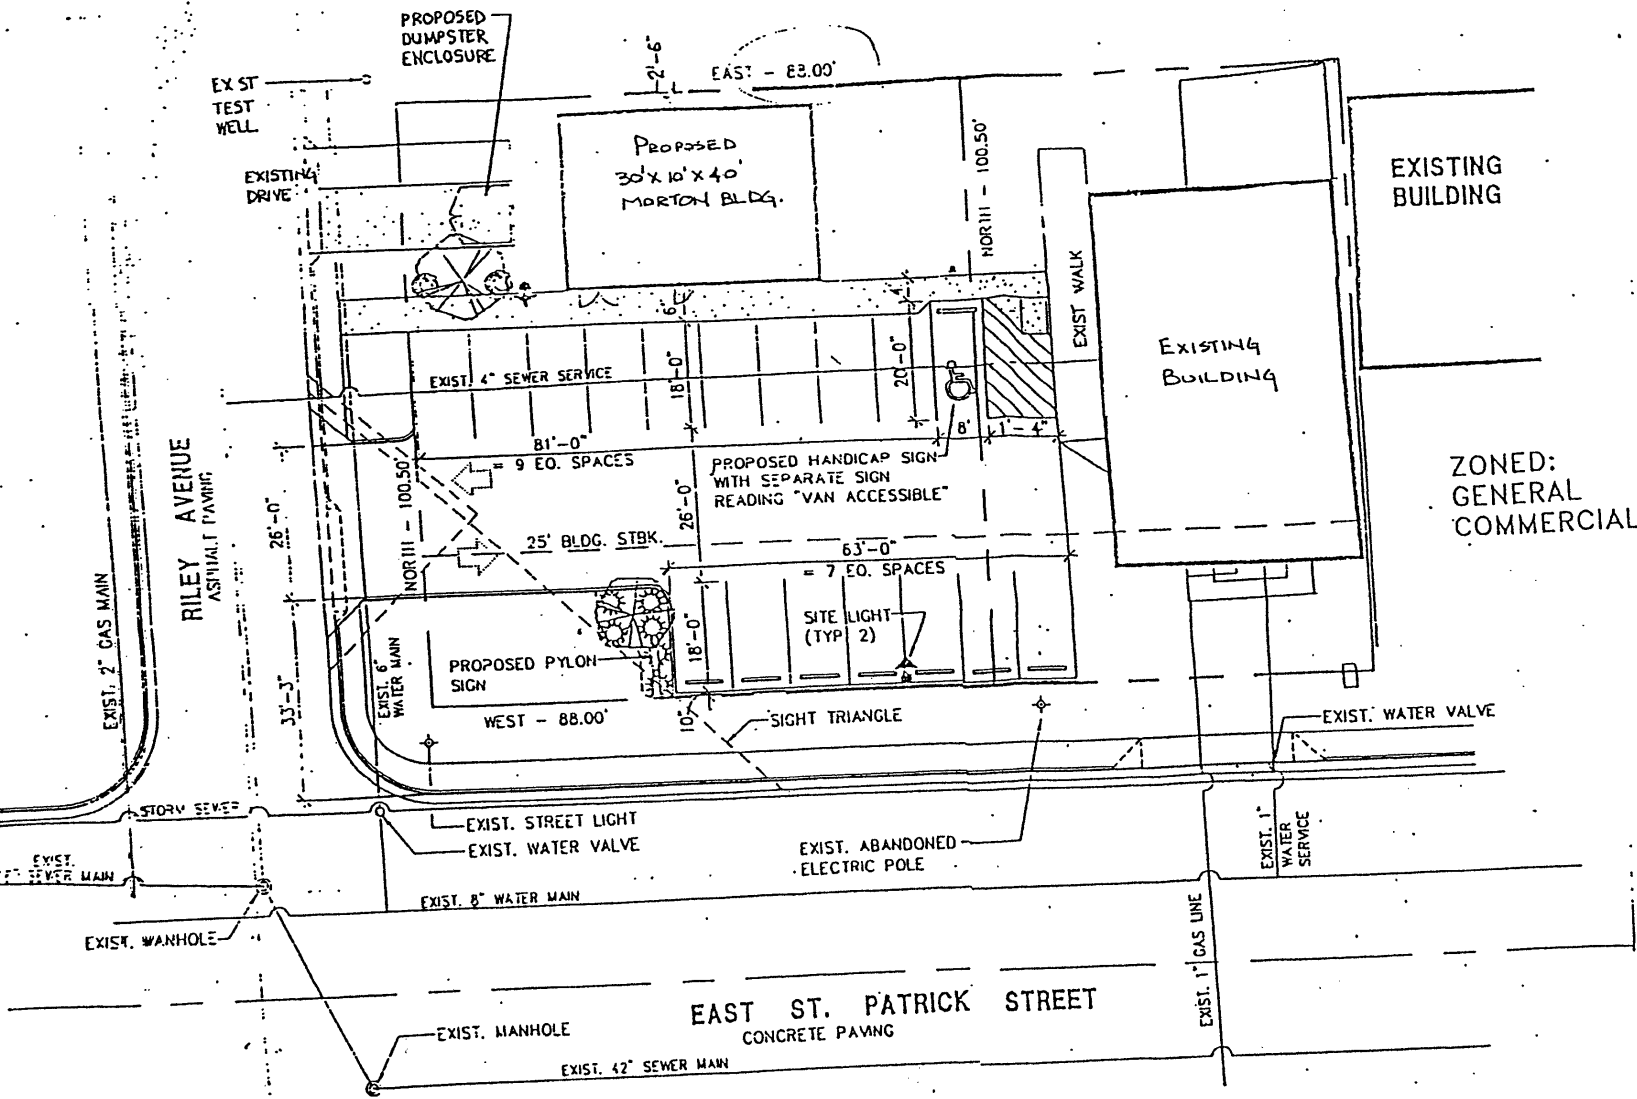 PROPOSED
DUMPSTER
ENCLOSURE
2'-6"
EAST - 83.00'
EX ST
TEST
WELL
EXISTING
DRIVE
PROPOSED
30' X 10' X 40'
MORTON BLDG.
NORTH - 100.50'
EXISTING
BUILDING
EXIST WALK
EXISTING
BUILDING
4'
6'
EXIST. 4" SEWER SERVICE
18'-0"
20'-0"
81'-0"
= 9 EQ. SPACES
8'
1'-4"
PROPOSED HANDICAP SIGN
WITH SEPARATE SIGN
READING "VAN ACCESSIBLE"
ZONED:
GENERAL
COMMERCIAL
RILEY AVENUE
ASPHALT PAVING
26'-0"
NORTH - 100.50'
26'-0"
25' BLDG. STBK.
63'-0"
= 7 EQ. SPACES
SITE LIGHT
(TYP 2)
18'-0"
EXIST. 2" GAS MAIN
PROPOSED PYLON
SIGN
EXIST. 6"
WATER MAIN
33'-3"
WEST - 88.00'
10"
SIGHT TRIANGLE
EXIST. WATER VALVE
STORM SEWER
EXIST. STREET LIGHT
EXIST. WATER VALVE
EXIST. ABANDONED
ELECTRIC POLE
EXIST. 1"
WATER
SERVICE
EXIST.
SEWER MAIN
EXIST. 8" WATER MAIN
EXIST. MANHOLE
EXIST. 1" GAS LINE
EAST ST. PATRICK STREET
CONCRETE PAVING
EXIST. MANHOLE
EXIST. 42" SEWER MAIN